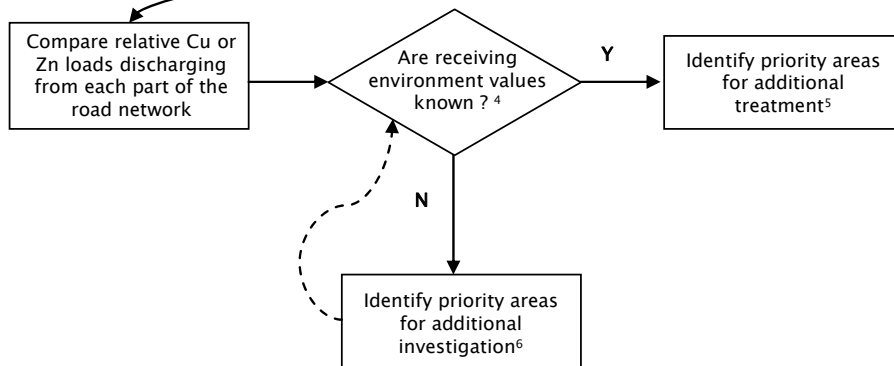 Compare relative Cu or
Zn loads discharging
from each part of the
road network
Are receiving
environment values
known ? ⁴
Y
Identify priority areas
for additional
treatment⁵
N
Identify priority areas
for additional
investigation⁶